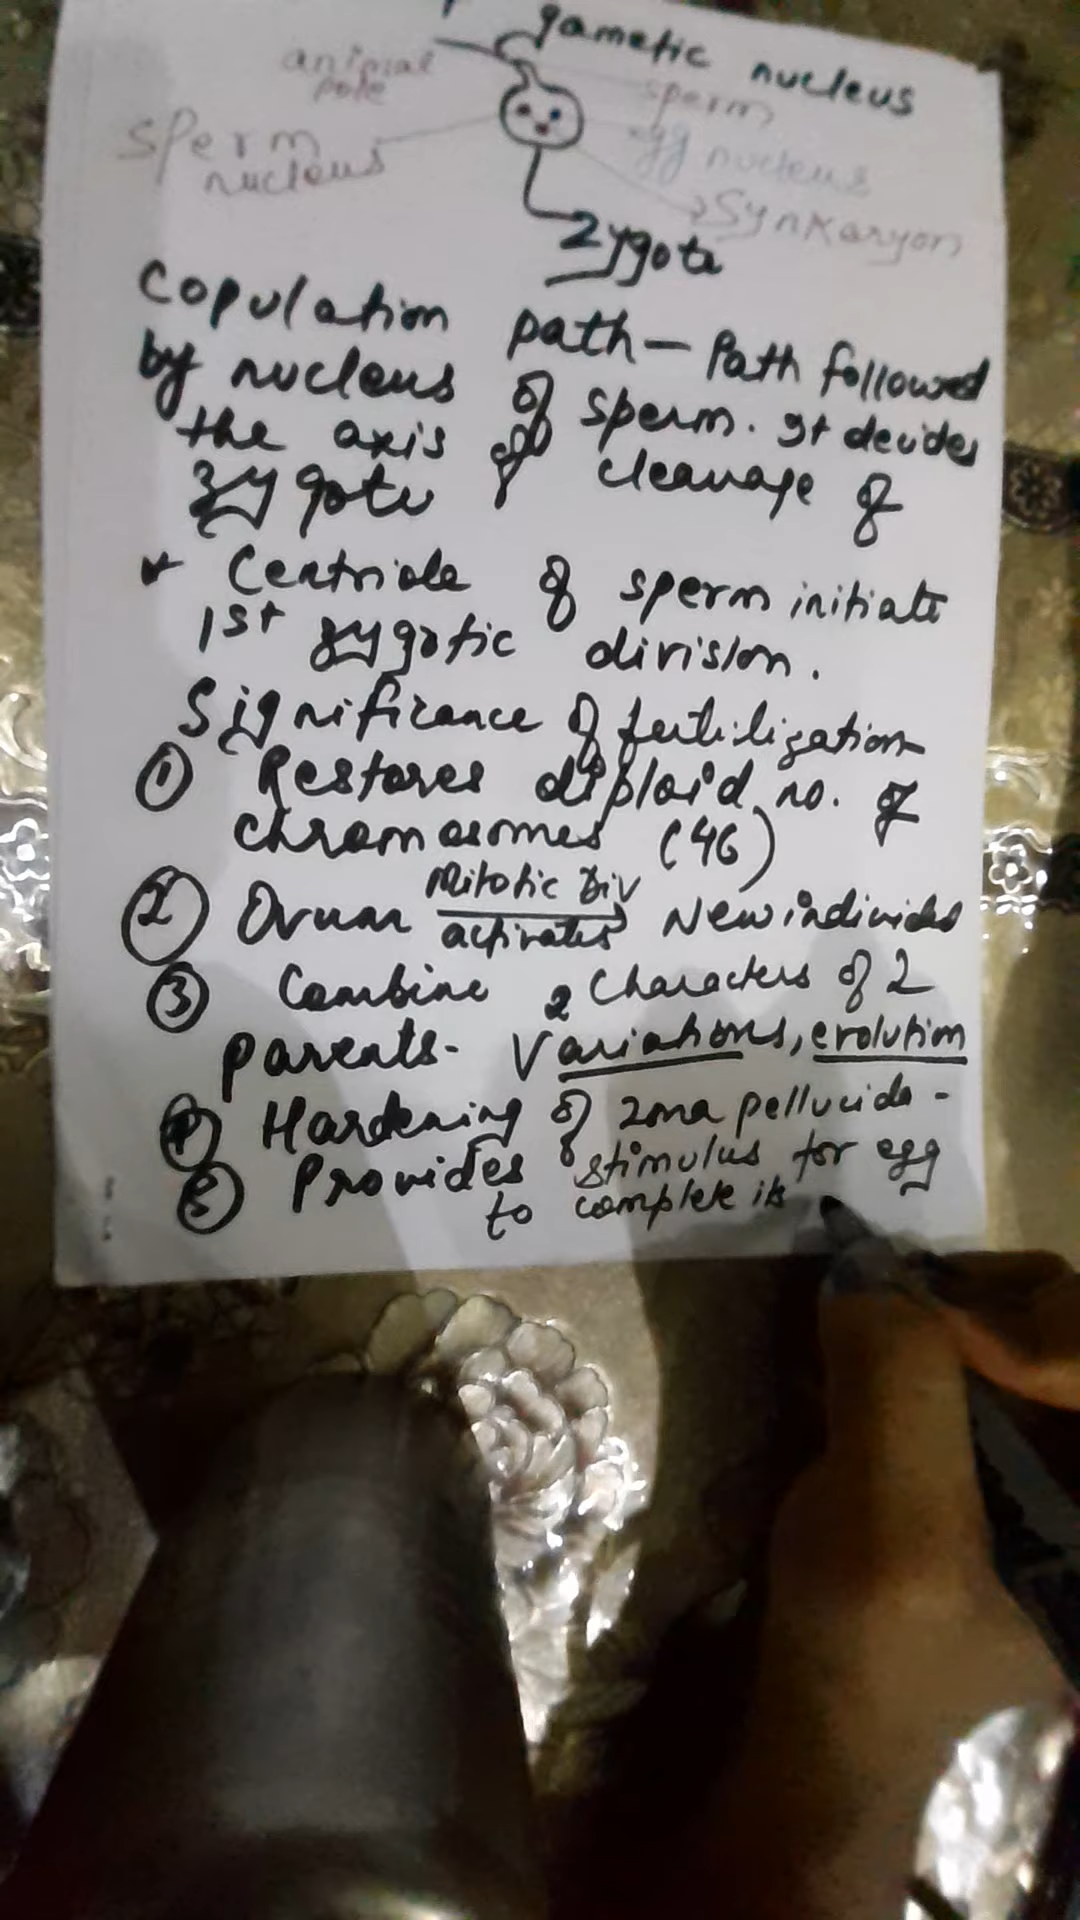 gametic nucleus
animal
pole
sperm
Sperm
nucleus
egg nucleus
Synkaryon
Zygote
Copulation path - Path followed
by nucleus of sperm. It decides
the axis of cleavage of
zygote
* Centriole of sperm initiate
1st zygotic division.
Significance of fertilization
① Restores diploid no. of
chromosomes (46)
② Ovum Mitotic Div activates New individs
③ Combine 2 Characters of 2
parents - Variations, evolution
④ Hardening of zona pellucida -
⑤ Provides stimulus for egg
to complete its